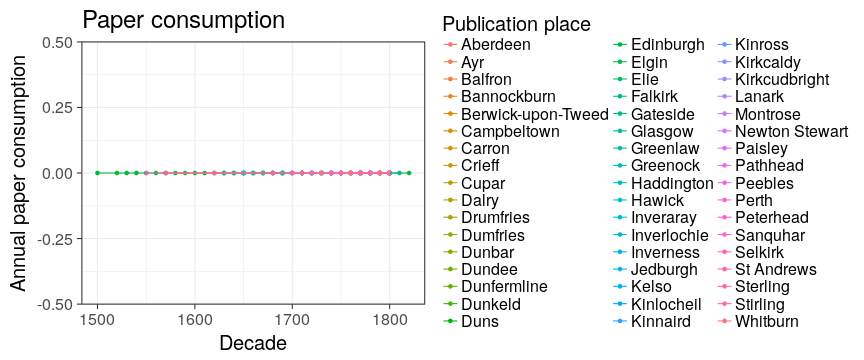 Paper consumption
Annual paper consumption
0.50
0.25
0.00
-0.25
-0.50
1500
1600
1700
1800
Decade
Publication place
Aberdeen
Ayr
Balfron
Bannockburn
Berwick-upon-Tweed
Campbeltown
Carron
Crieff
Cupar
Dalry
Drumfries
Dumfries
Dunbar
Dundee
Dunfermline
Dunkeld
Duns
Edinburgh
Elgin
Elie
Falkirk
Gateside
Glasgow
Greenlaw
Greenock
Haddington
Hawick
Inveraray
Inverlochie
Inverness
Jedburgh
Kelso
Kinlocheil
Kinnaird
Kinross
Kirkcaldy
Kirkcudbright
Lanark
Montrose
Newton Stewart
Paisley
Pathhead
Peebles
Perth
Peterhead
Sanquhar
Selkirk
St Andrews
Sterling
Stirling
Whitburn